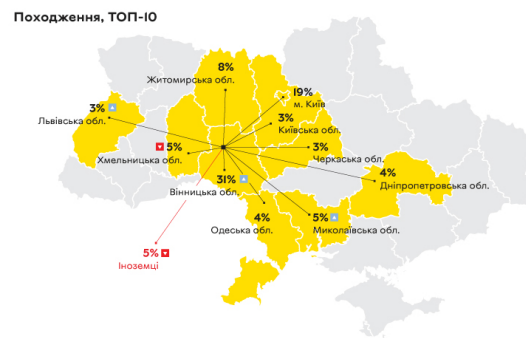 Походження, ТОП-10
8%
Житомирська обл.
19%
м. Київ
3%
Львівська обл.
3%
Київська обл.
5%
Хмельницька обл.
3%
Черкаська обл.
31%
Вінницька обл.
4%
Дніпропетровська обл.
4%
Одеська обл.
5%
Миколаївська обл.
5%
Іноземці